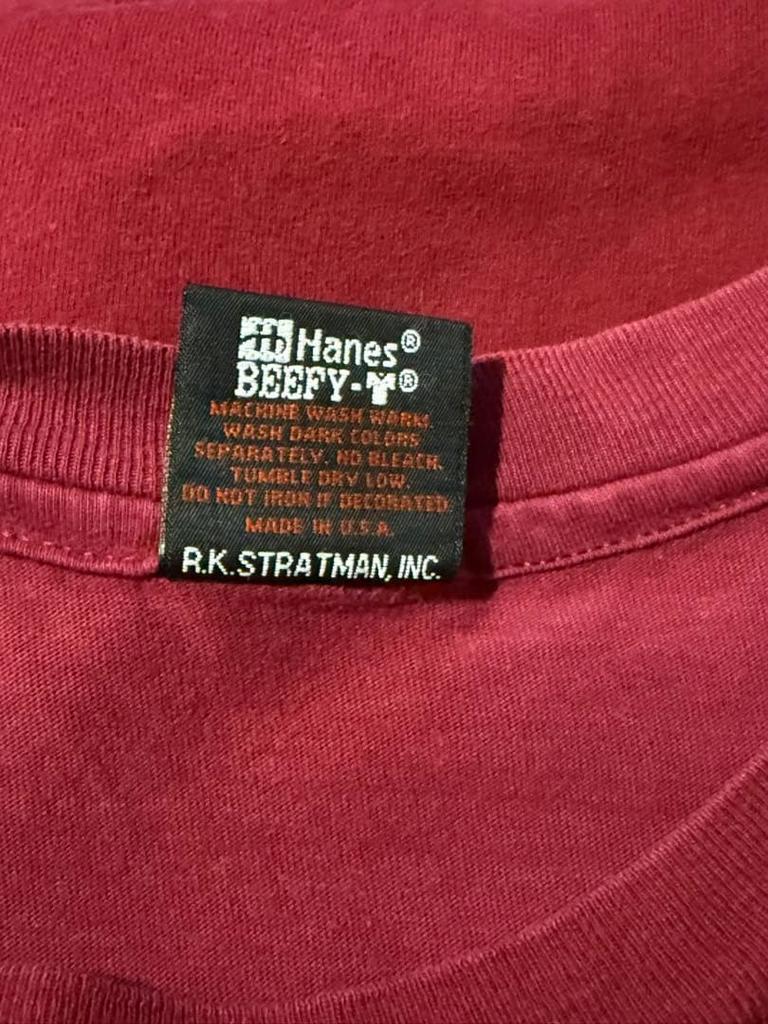 Hanes®
BEEFY-T®
MACHINE WASH WARM.
WASH DARK COLORS
SEPARATELY. NO BLEACH.
TUMBLE DRY LOW.
DO NOT IRON IF DECORATED
MADE IN U.S.A.
R.K.STRATMAN, INC.